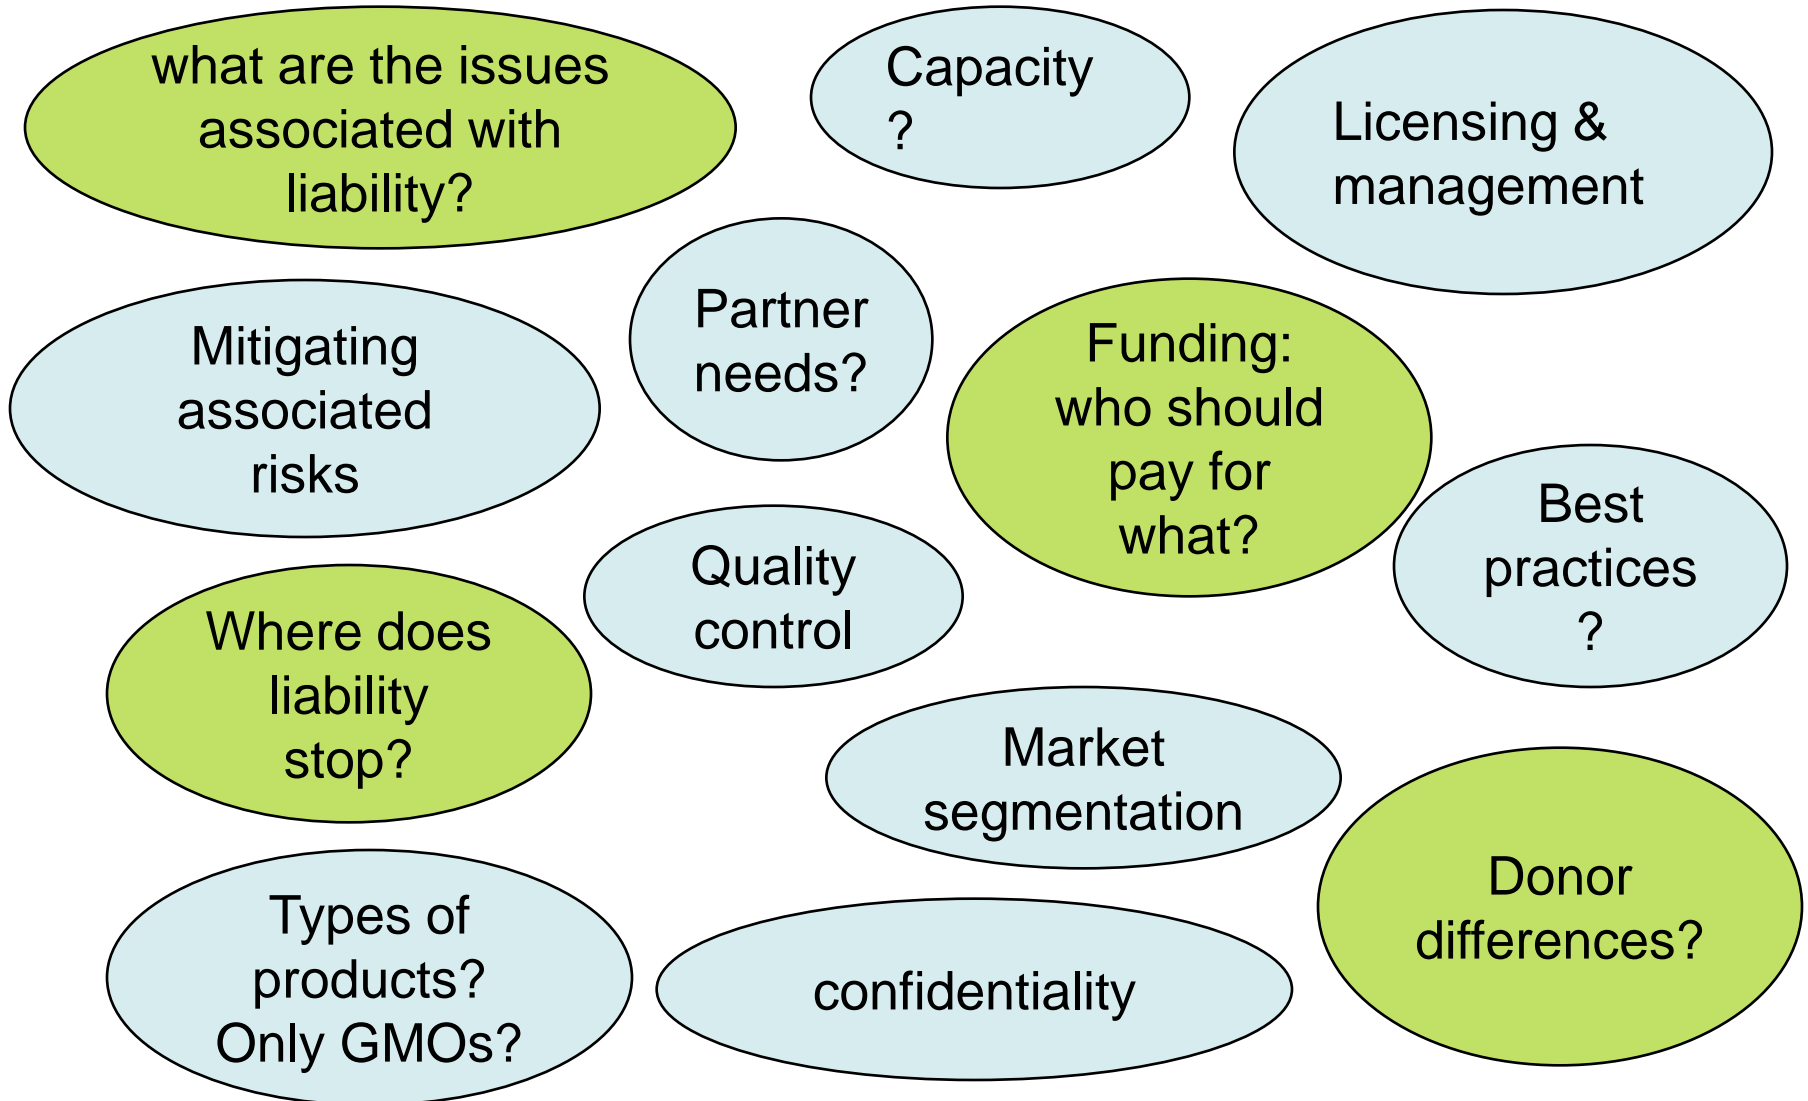 what are the issues
associated with
liability?
Capacity
?
Licensing &
management
Partner
needs?
Mitigating
associated
risks
Funding:
who should
pay for
what?
Best
practices
?
Quality
control
Where does
liability
stop?
Market
segmentation
Donor
differences?
Types of
products?
Only GMOs?
confidentiality